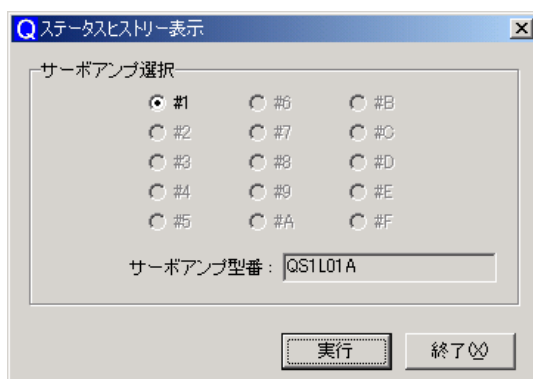 Q ステータスヒストリー表示
サーボアンプ選択
#1 #6 #B
#2 #7 #C
#3 #8 #D
#4 #9 #E
#5 #A #F
サーボアンプ型番： QS1L01A
実行 終了(X)